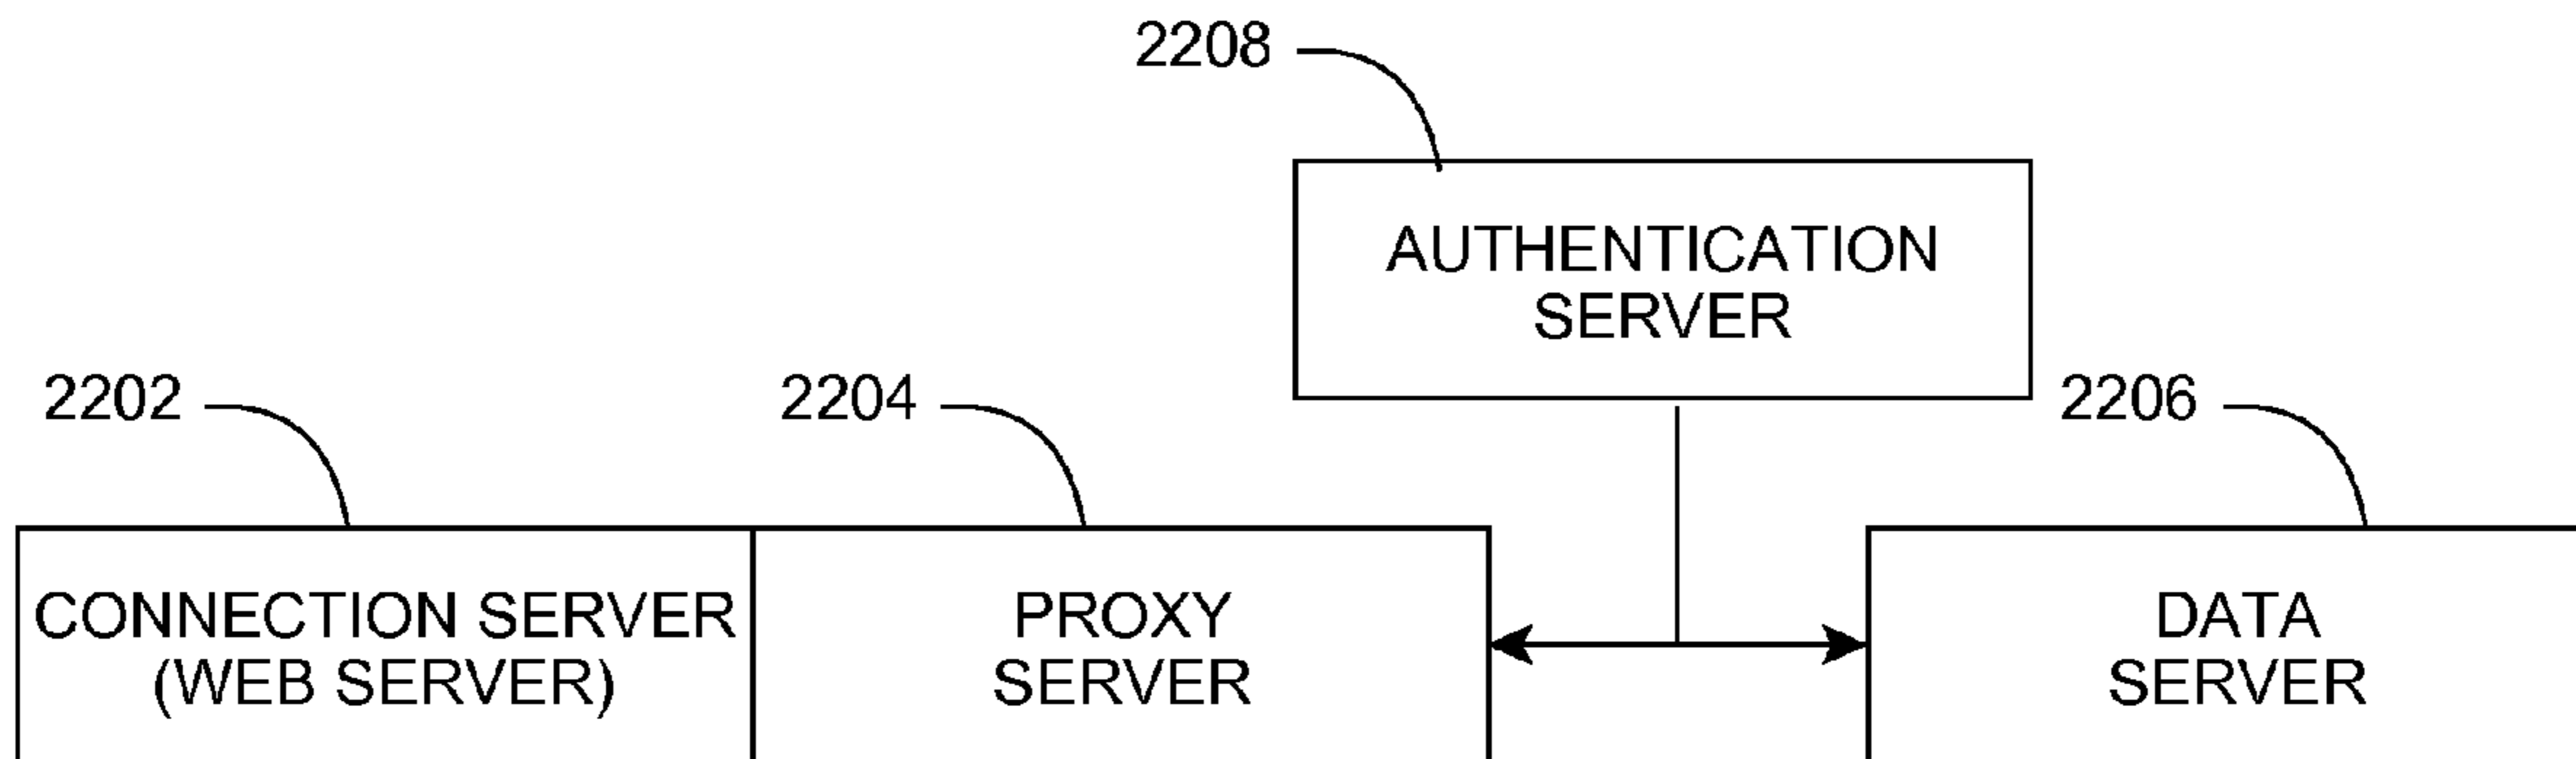 2208
AUTHENTICATION
SERVER
2202
2204
2206
CONNECTION SERVER
(WEB SERVER)
PROXY
SERVER
DATA
SERVER